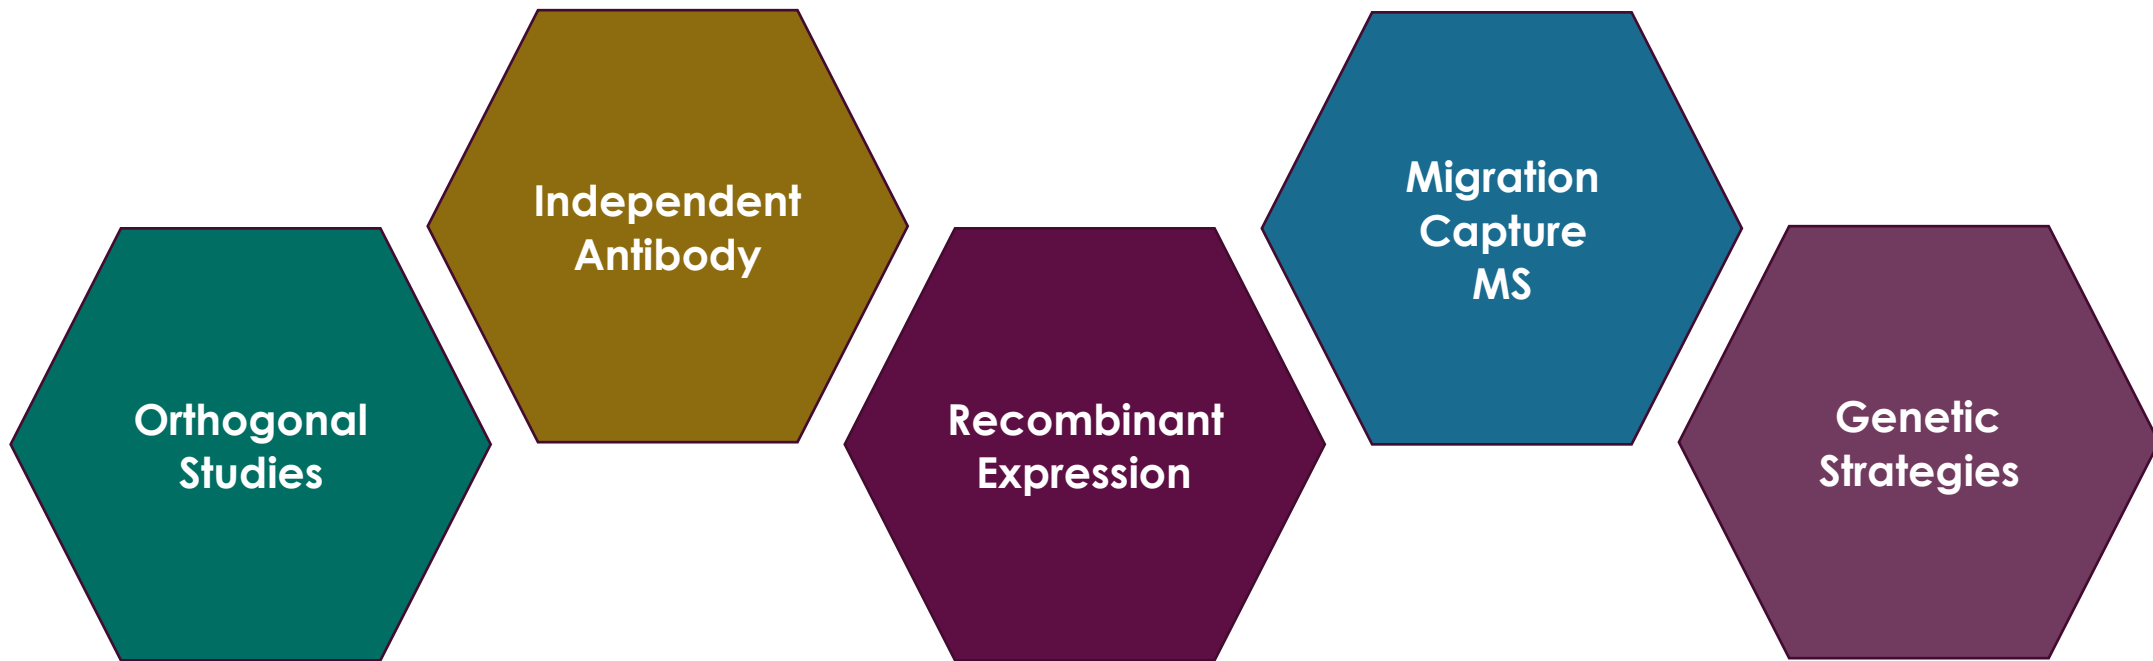 Orthogonal
Studies
Independent
Antibody
Recombinant
Expression
Migration
Capture
MS
Genetic
Strategies